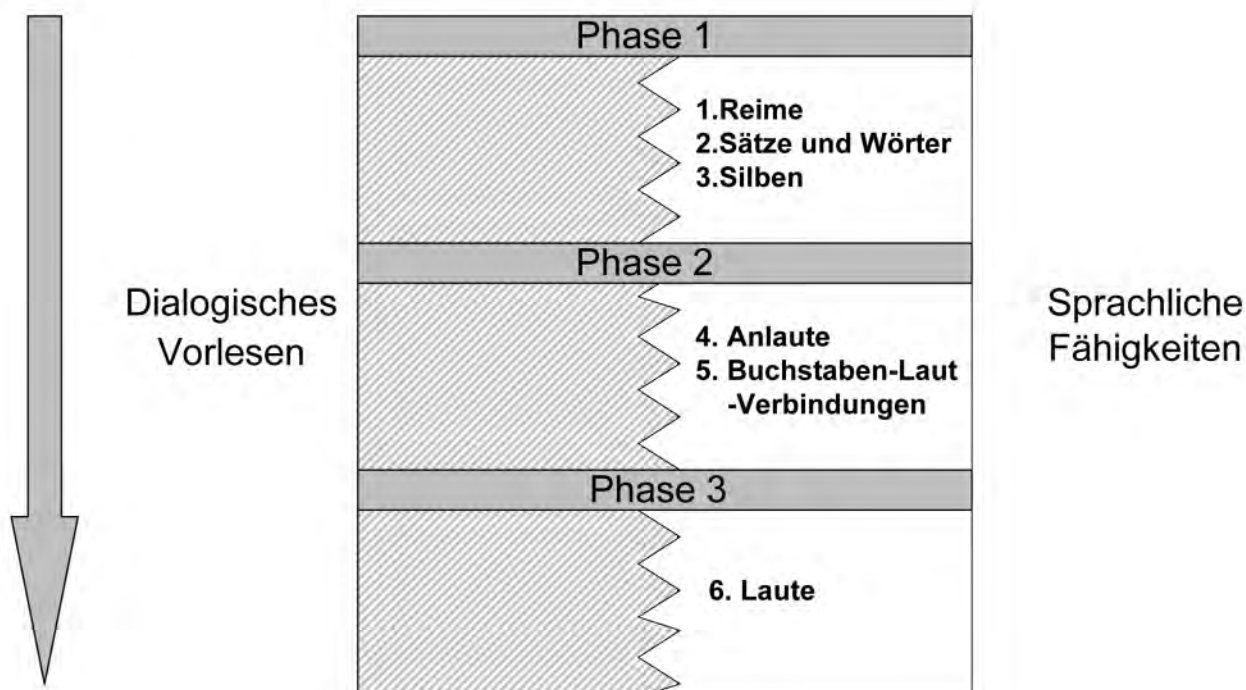 Phase 1
1.Reime
2.Sätze und Wörter
3.Silben
Phase 2
Dialogisches
Vorlesen
4. Anlaute
5. Buchstaben-Laut
-Verbindungen
Sprachliche
Fähigkeiten
Phase 3
6. Laute